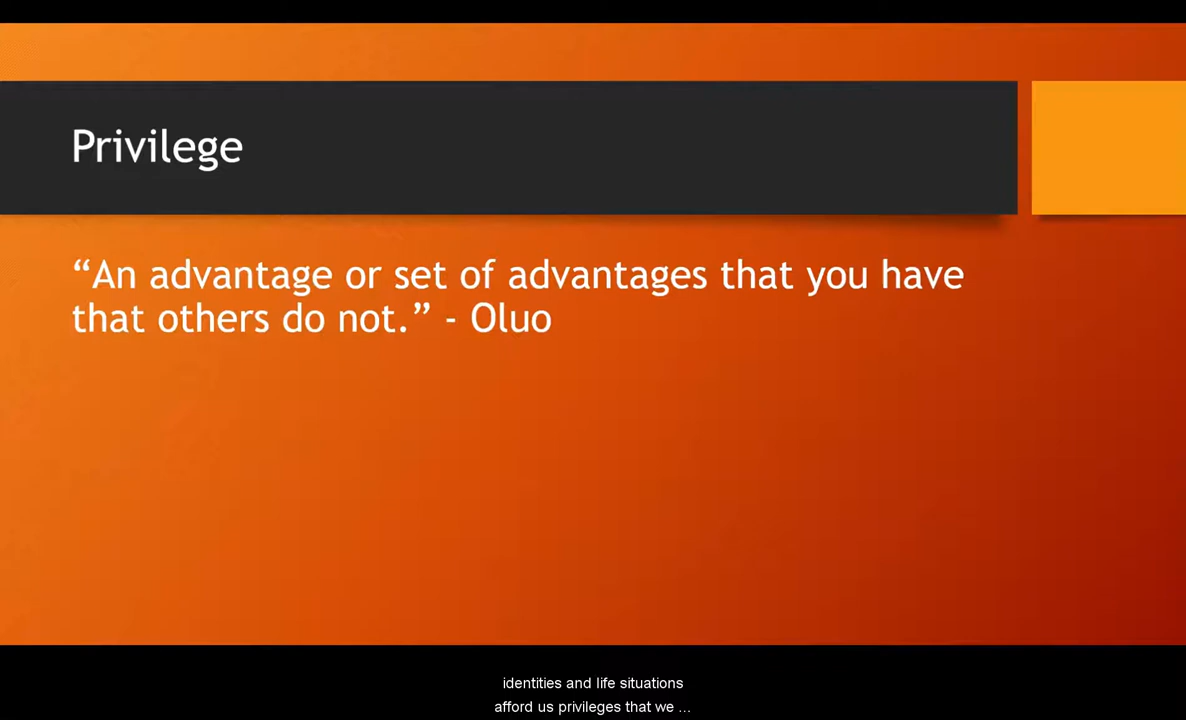 Privilege
“An advantage or set of advantages that you have
that others do not.” - Oluo
identities and life situations
afford us privileges that we ...